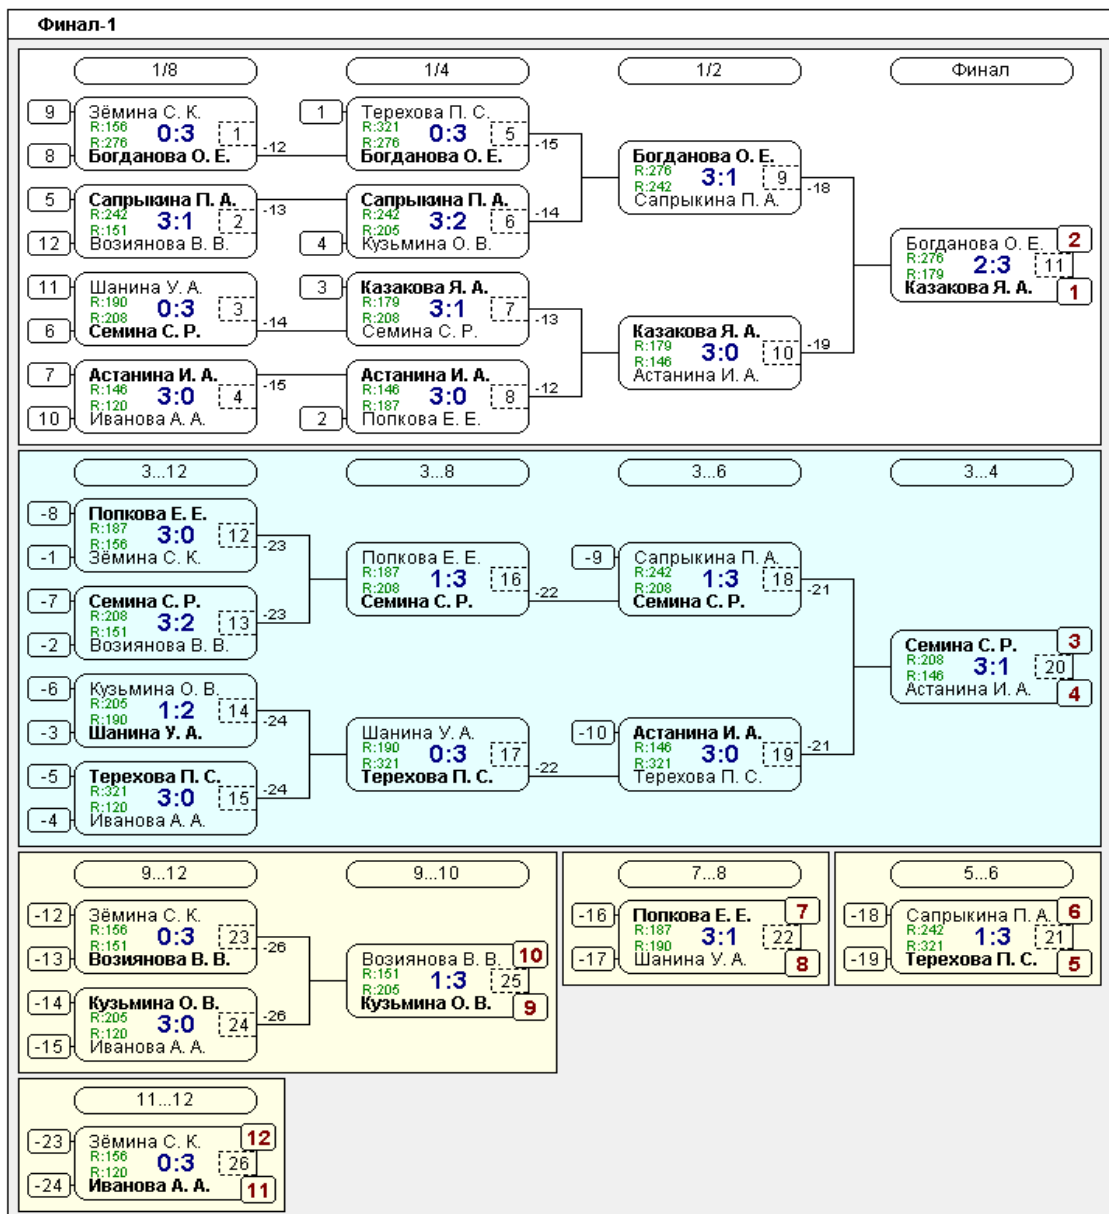 Финал-1
1/8 1/4 1/2 Финал
9 Зёмина С. К.
R:156 0:3 1
R:276
8 Богданова О. Е. -12
1 Терехова П. С.
R:321 0:3 5
R:276 -15
Богданова О. Е.
5 Сапрыкина П. А.
R:242 3:1 2 -13
R:151
12 Возиянова В. В.
Сапрыкина П. А.
R:242 3:2 6 -14
R:205
4 Кузьмина О. В.
11 Шанина У. А.
R:190 0:3 3
R:208 -14
6 Семина С. Р.
3 Казакова Я. А.
R:179 3:1 7 -13
R:208
Семина С. Р.
7 Астанина И. А.
R:146 3:0 4 -15
R:120
10 Иванова А. А.
Астанина И. А.
R:146 3:0 8 -12
R:187
2 Попкова Е. Е.
Богданова О. Е.
R:276 3:1 9 -18
R:242
Сапрыкина П. А.
Казакова Я. А.
R:179 3:0 10 -19
R:146
Астанина И. А.
Богданова О. Е. 2
R:276 2:3 11
R:179
Казакова Я. А. 1
3...12 3...8 3...6 3...4
-8 Попкова Е. Е.
R:187 3:0 12 -23
R:156
-1 Зёмина С. К.
-7 Семина С. Р.
R:208 3:2 13 -23
R:151
-2 Возиянова В. В.
-6 Кузьмина О. В.
R:205 1:2 14 -24
R:190
-3 Шанина У. А.
-5 Терехова П. С.
R:321 3:0 15 -24
R:120
-4 Иванова А. А.
Попкова Е. Е.
R:187 1:3 16
R:208 -22
Семина С. Р.
Шанина У. А.
R:190 0:3 17
R:321 -22
Терехова П. С.
-9 Сапрыкина П. А.
R:242 1:3 18 -21
R:208
Семина С. Р.
-10 Астанина И. А.
R:146 3:0 19 -21
R:321
Терехова П. С.
Семина С. Р. 3
R:208 3:1 20
R:146
Астанина И. А. 4
9...12 9...10 7...8 5...6
-12 Зёмина С. К.
R:156 0:3 23 -26
R:151
-13 Возиянова В. В.
-14 Кузьмина О. В.
R:205 3:0 24 -26
R:120
-15 Иванова А. А.
Возиянова В. В. 10
R:151 1:3 25
R:205
Кузьмина О. В. 9
-16 Попкова Е. Е. 7
R:187 3:1 22
R:190
-17 Шанина У. А. 8
-18 Сапрыкина П. А. 6
R:242 1:3 21
R:321
-19 Терехова П. С. 5
11...12
-23 Зёмина С. К. 12
R:156 0:3 26
R:120
-24 Иванова А. А. 11